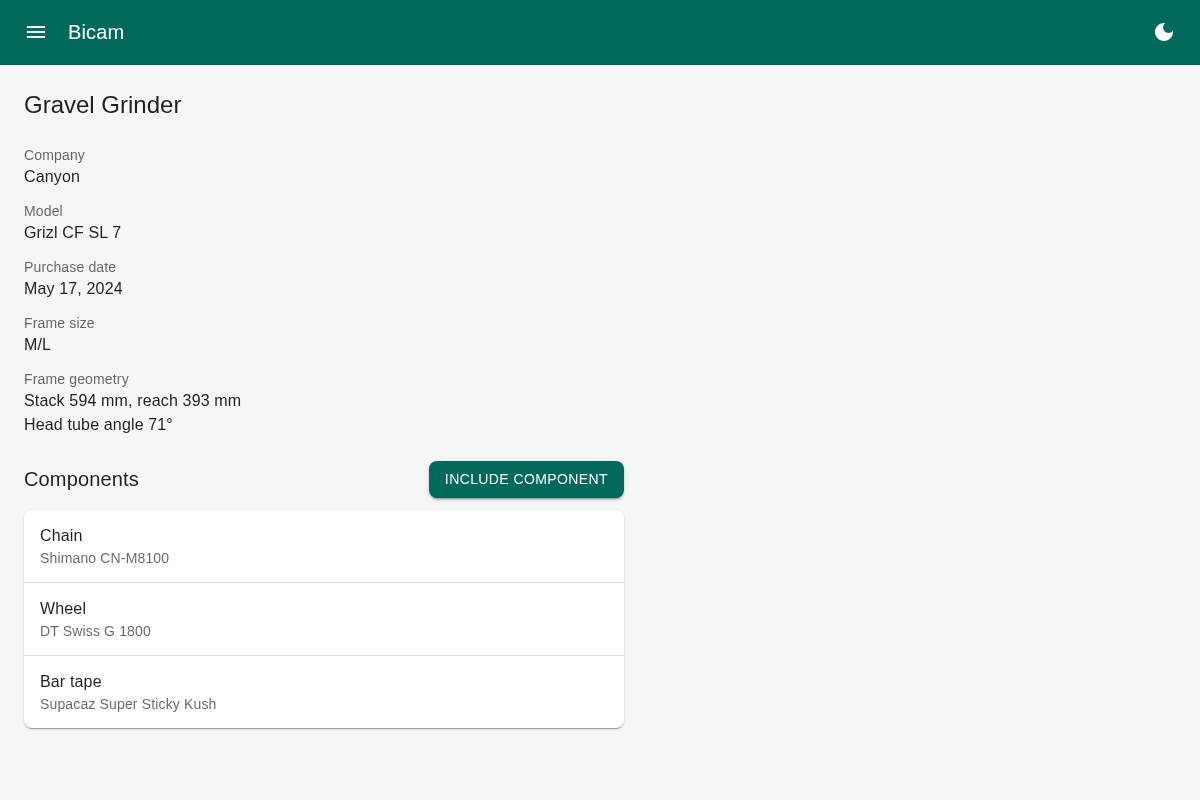 Bicam
Gravel Grinder
Company
Canyon
Model
Grizl CF SL 7
Purchase date
May 17, 2024
Frame size
M/L
Frame geometry
Stack 594 mm, reach 393 mm
Head tube angle 71°
Components
INCLUDE COMPONENT
Chain
Shimano CN-M8100
Wheel
DT Swiss G 1800
Bar tape
Supacaz Super Sticky Kush